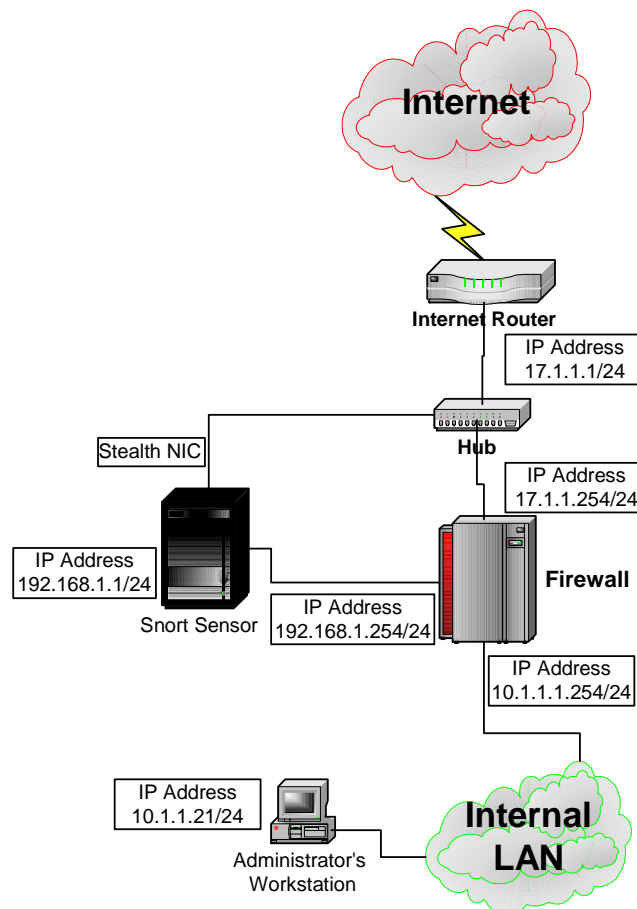 Internet
Internet Router
IP Address
17.1.1.1/24
Hub
Stealth NIC
IP Address
17.1.1.254/24
IP Address
192.168.1.1/24
Snort Sensor
Firewall
IP Address
192.168.1.254/24
IP Address
10.1.1.1.254/24
IP Address
10.1.1.21/24
Administrator's
Workstation
Internal
LAN